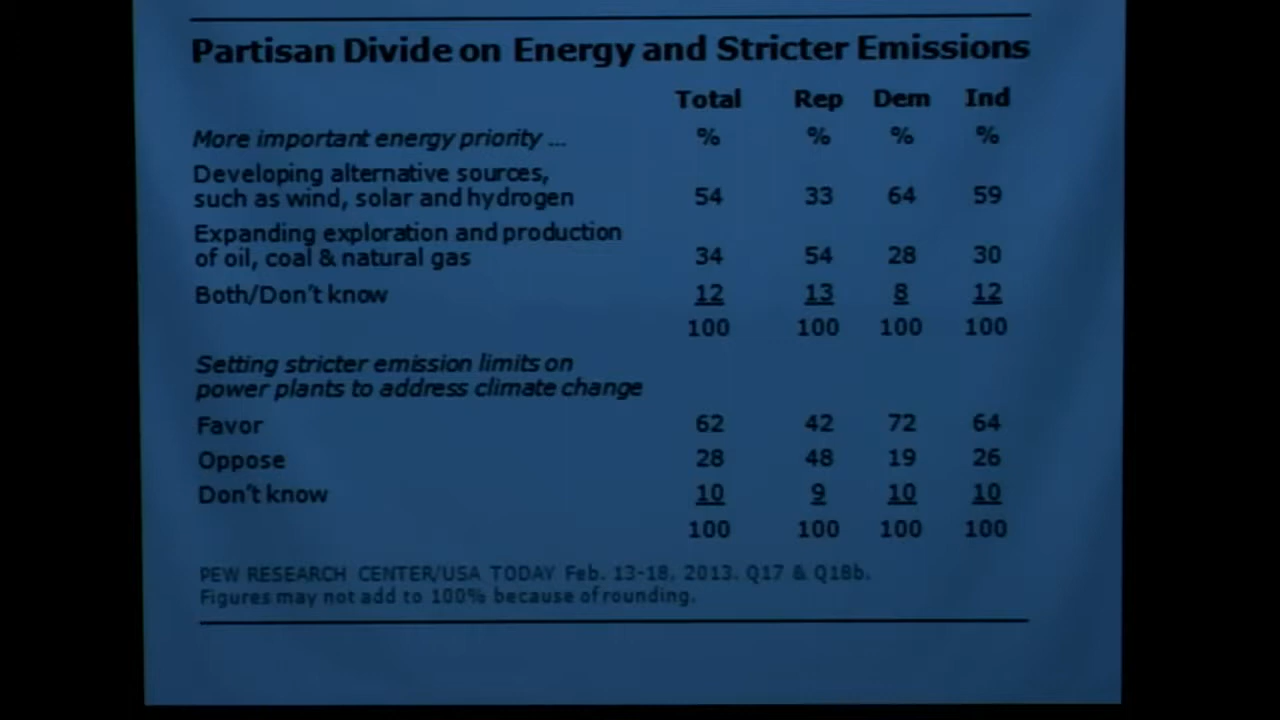 Partisan Divide on Energy and Stricter Emissions
Total Rep Dem Ind
More important energy priority ... % % % %
Developing alternative sources,
such as wind, solar and hydrogen 54 33 64 59
Expanding exploration and production
of oil, coal & natural gas 34 54 28 30
Both/Don't know 12 13 8 12
100 100 100 100
Setting stricter emission limits on
power plants to address climate change
Favor 62 42 72 64
Oppose 28 48 19 26
Don't know 10 9 10 10
100 100 100 100
PEW RESEARCH CENTER/USA TODAY Feb. 13-18, 2013. Q17 & Q18b.
Figures may not add to 100% because of rounding.